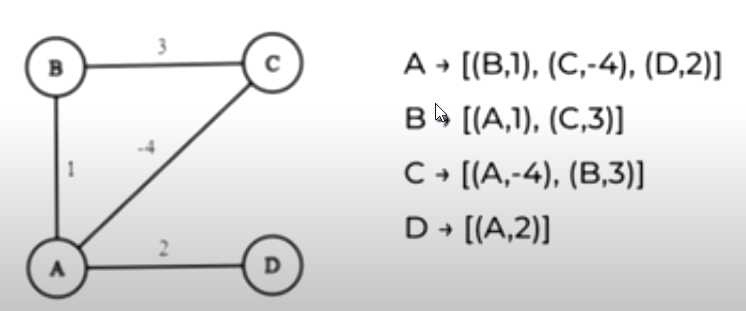 B
3
C
-4
1
A
2
D
A → [(B,1), (C,-4), (D,2)]
B → [(A,1), (C,3)]
C → [(A,-4), (B,3)]
D → [(A,2)]